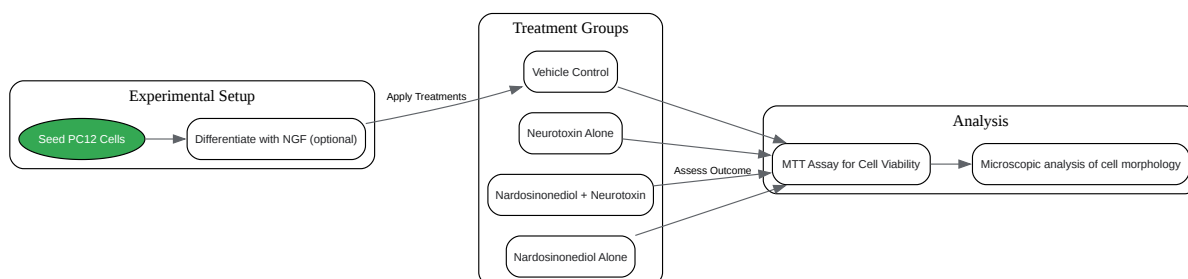 Experimental Setup
Seed PC12 Cells
Differentiate with NGF (optional)
Apply Treatments
Treatment Groups
Vehicle Control
Neurotoxin Alone
Nardosinonediol + Neurotoxin
Nardosinonediol Alone
Assess Outcome
Analysis
MTT Assay for Cell Viability
Microscopic analysis of cell morphology